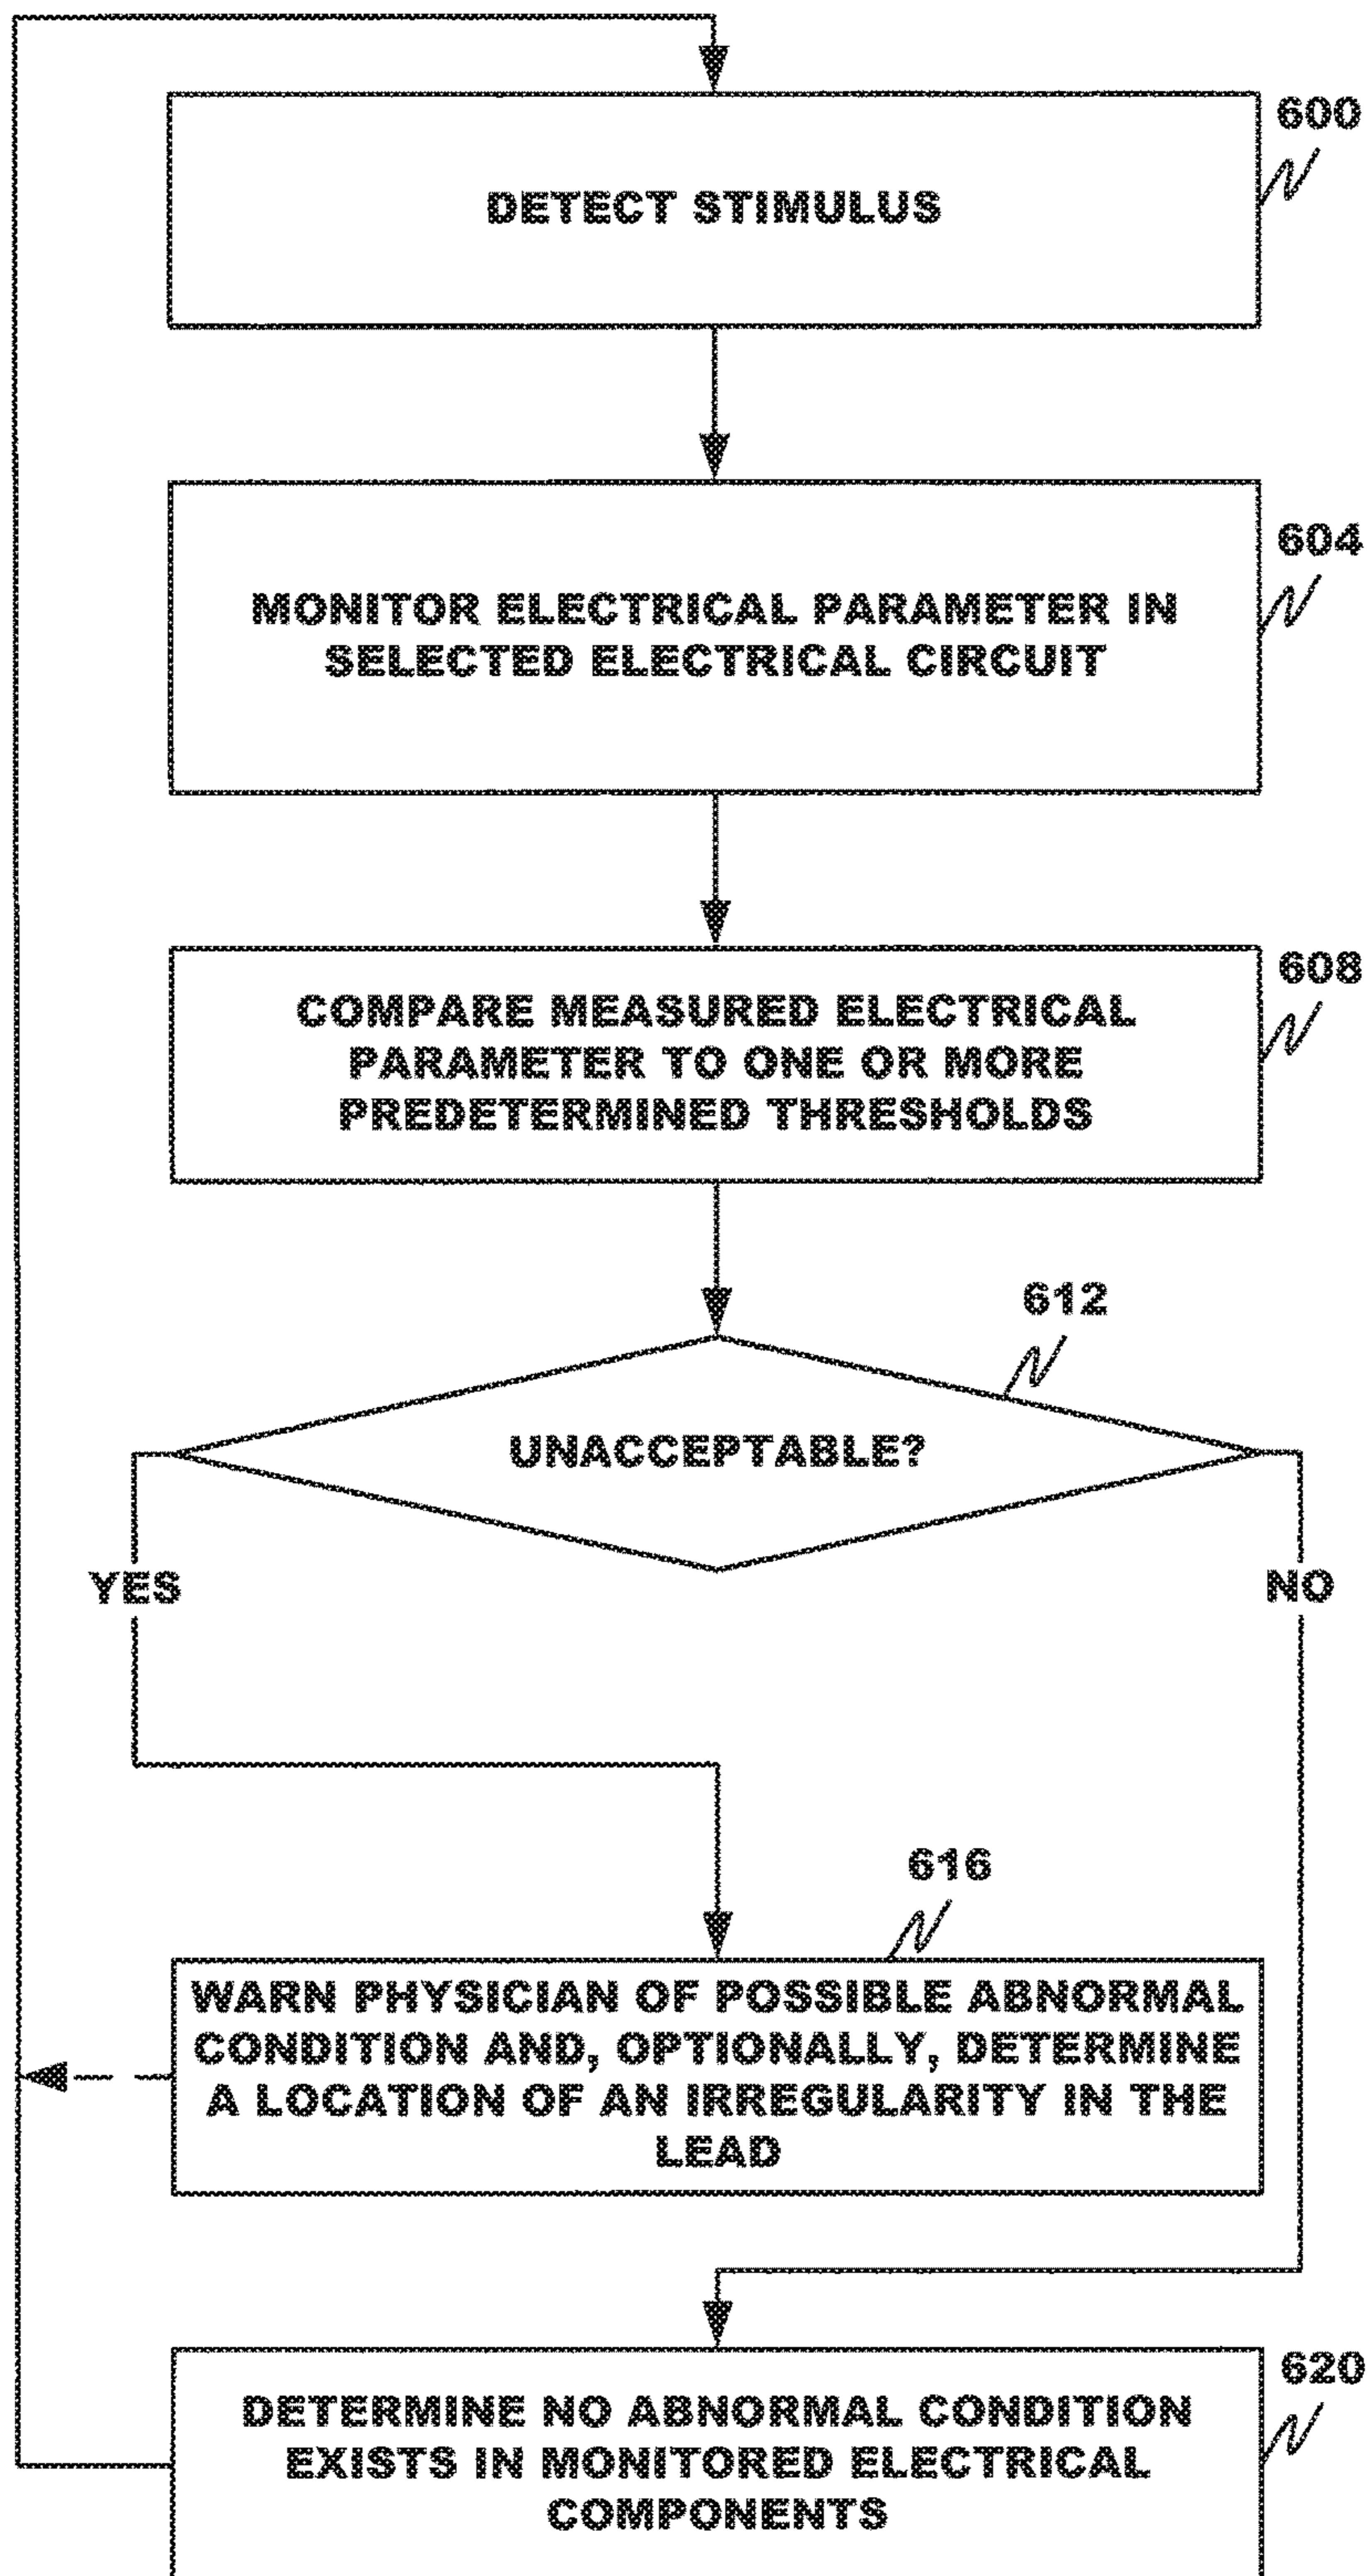 600
DETECT STIMULUS
604
MONITOR ELECTRICAL PARAMETER IN
SELECTED ELECTRICAL CIRCUIT
608
COMPARE MEASURED ELECTRICAL
PARAMETER TO ONE OR MORE
PREDETERMINED THRESHOLDS
612
UNACCEPTABLE?
YES
NO
616
WARN PHYSICIAN OF POSSIBLE ABNORMAL
CONDITION AND, OPTIONALLY, DETERMINE
A LOCATION OF AN IRREGULARITY IN THE
LEAD
620
DETERMINE NO ABNORMAL CONDITION
EXISTS IN MONITORED ELECTRICAL
COMPONENTS